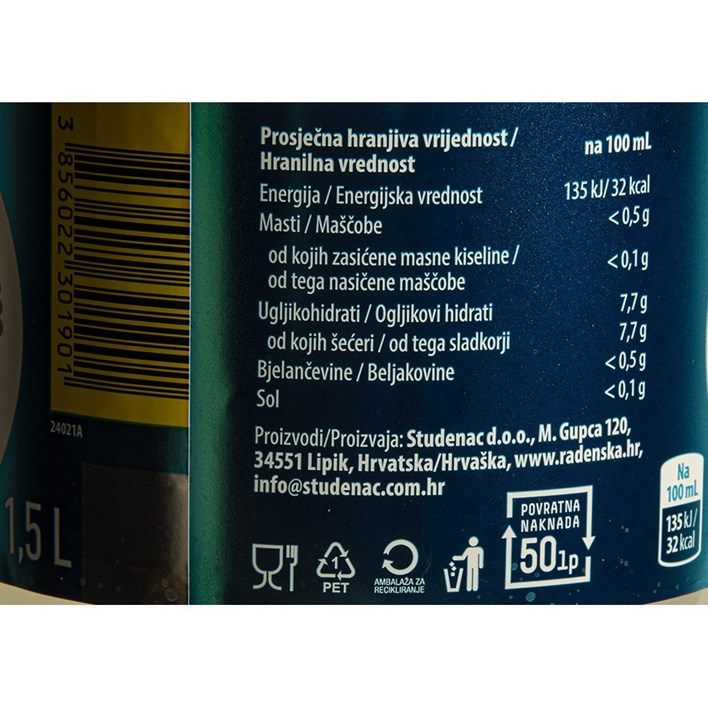 3 856022 301901
24021A
1,5 L
Prosječna hranjiva vrijednost /
Hranilna vrednost
na 100 mL
Energija / Energijska vrednost 135 kJ/ 32 kcal
Masti / Maščobe < 0,5 g
od kojih zasićene masne kiseline /
od tega nasičene maščobe < 0,1 g
Ugljikohidrati / Ogljikovi hidrati 7,7 g
od kojih šećeri / od tega sladkorji 7,7 g
Bjelančevine / Beljakovine < 0,5 g
Sol < 0,1 g
Proizvodi/Proizvaja: Studenac d.o.o., M. Gupca 120,
34551 Lipik, Hrvatska/Hrvaška, www.radenska.hr,
info@studenac.com.hr
1
PET
AMBALAŽA ZA
RECIKLIRANJE
POVRATNA
NAKNADA
50lp
Na
100 mL
135 kJ /
32 kcal